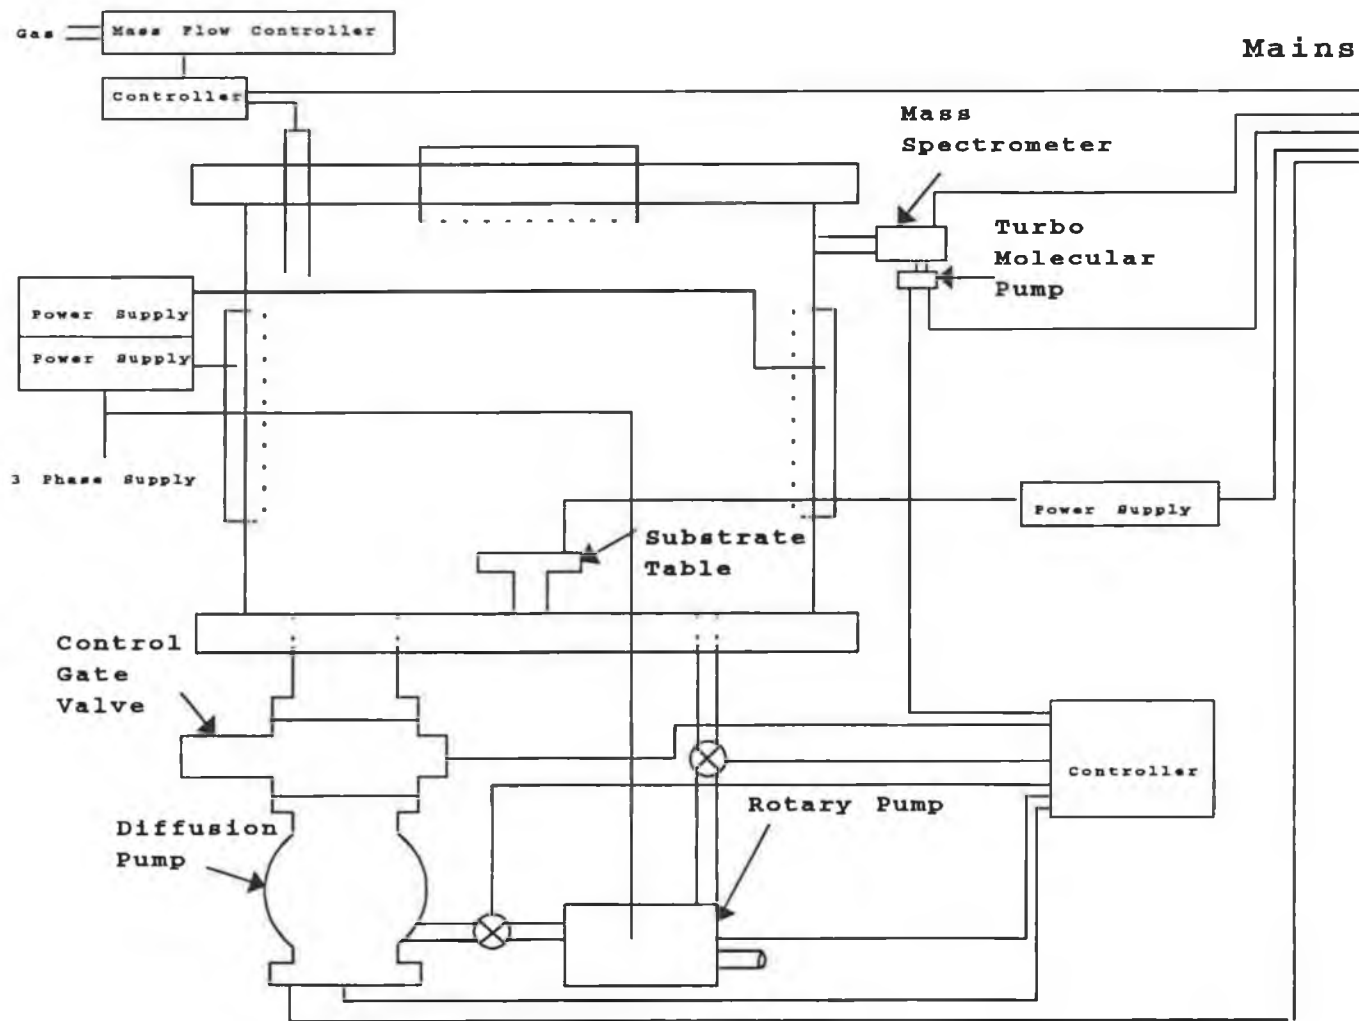 Gas
Mass Flow Controller
Mains
Controller
Mass
Spectrometer
Turbo
Molecular
Pump
Power Supply
Power Supply
3 Phase Supply
Power Supply
Substrate
Table
Control
Gate
Valve
Controller
Rotary Pump
Diffusion
Pump